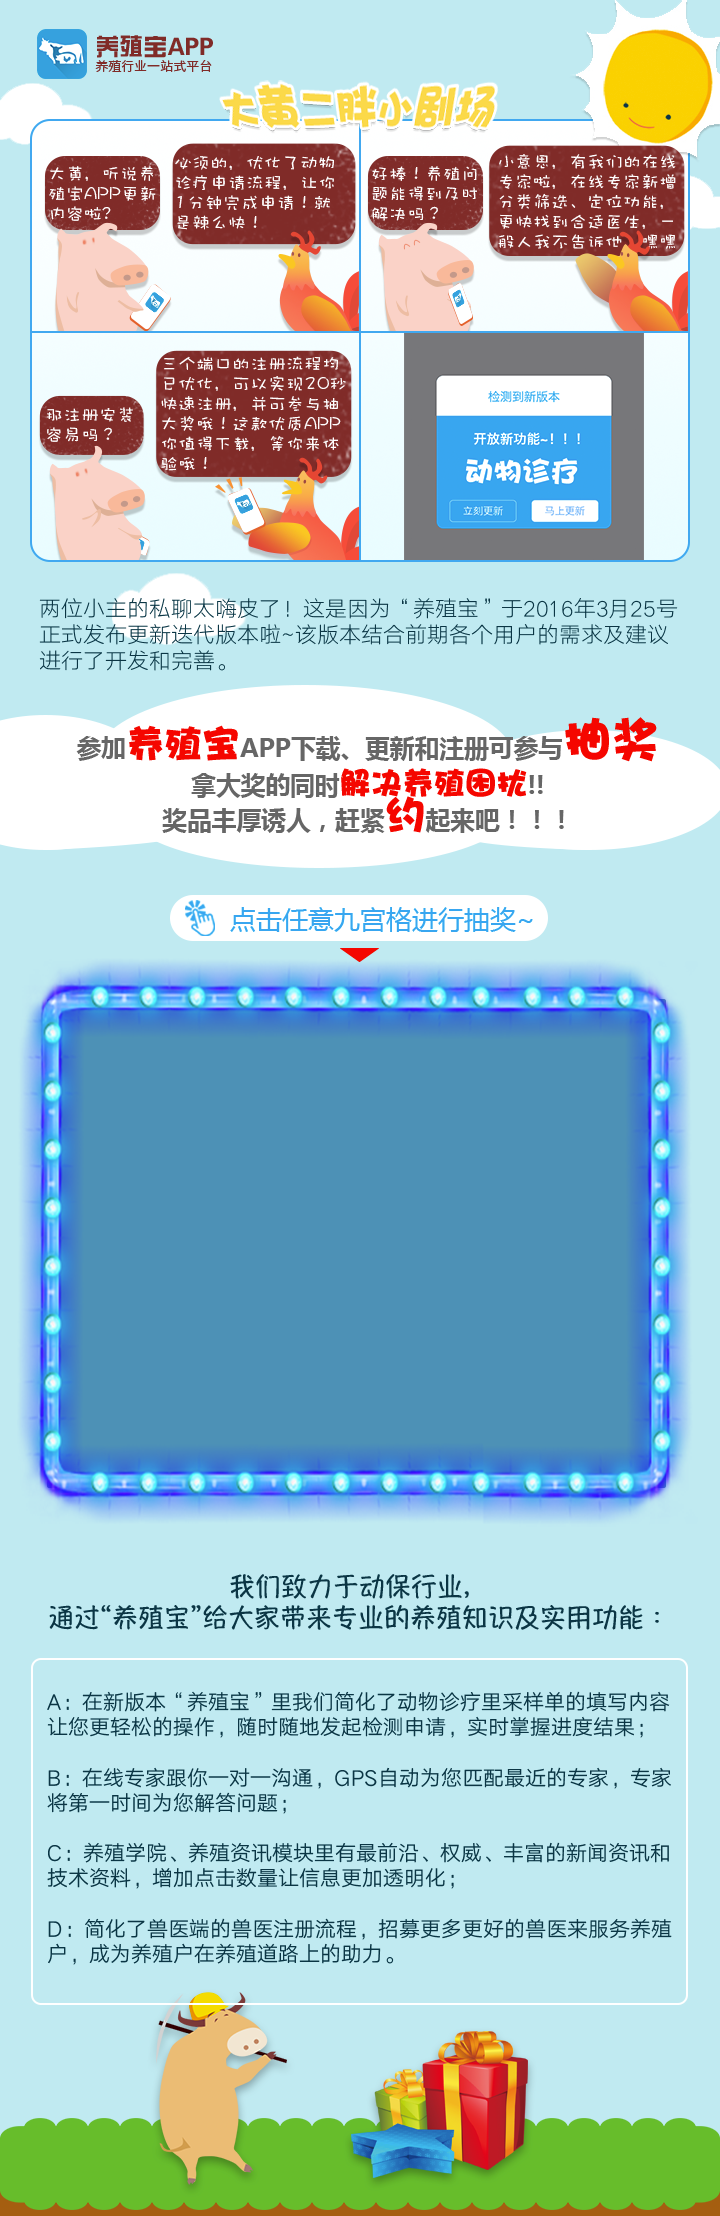 养殖宝APP
养殖行业一站式平台
大黄二胖小剧场
大黄，听说养
殖宝APP更新
内容啦?
必须的，优化了动物
诊疗申请流程，让你
1分钟完成申请！就
是辣么快！
好棒！养殖问
题能得到及时
解决吗？
小意思，有我们的在线
专家啦，在线专家新增
分类筛选、定位功能，
更快找到合适医生，一
般人我不告诉他，嘿嘿
那注册安装
容易吗？
三个端口的注册流程均
已优化，可以实现20秒
快速注册，并可参与抽
大奖哦！这款优质APP
你值得下载，等你来体
验哦！
检测到新版本
开放新功能~！！！
动物诊疗
立刻更新
马上更新
两位小主的私聊太嗨皮了！这是因为“养殖宝”于2016年3月25号
正式发布更新迭代版本啦~该版本结合前期各个用户的需求及建议
进行了开发和完善。
参加养殖宝APP下载、更新和注册可参与抽奖
拿大奖的同时解决养殖困扰!!
奖品丰厚诱人，赶紧约起来吧！！！
点击任意九宫格进行抽奖~
我们致力于动保行业，
通过“养殖宝”给大家带来专业的养殖知识及实用功能：
A：在新版本“养殖宝”里我们简化了动物诊疗里采样单的填写内容
让您更轻松的操作，随时随地发起检测申请，实时掌握进度结果；
B：在线专家跟你一对一沟通，GPS自动为您匹配最近的专家，专家
将第一时间为您解答问题；
C：养殖学院、养殖资讯模块里有最前沿、权威、丰富的新闻资讯和
技术资料，增加点击数量让信息更加透明化；
D：简化了兽医端的兽医注册流程，招募更多更好的兽医来服务养殖
户，成为养殖户在养殖道路上的助力。